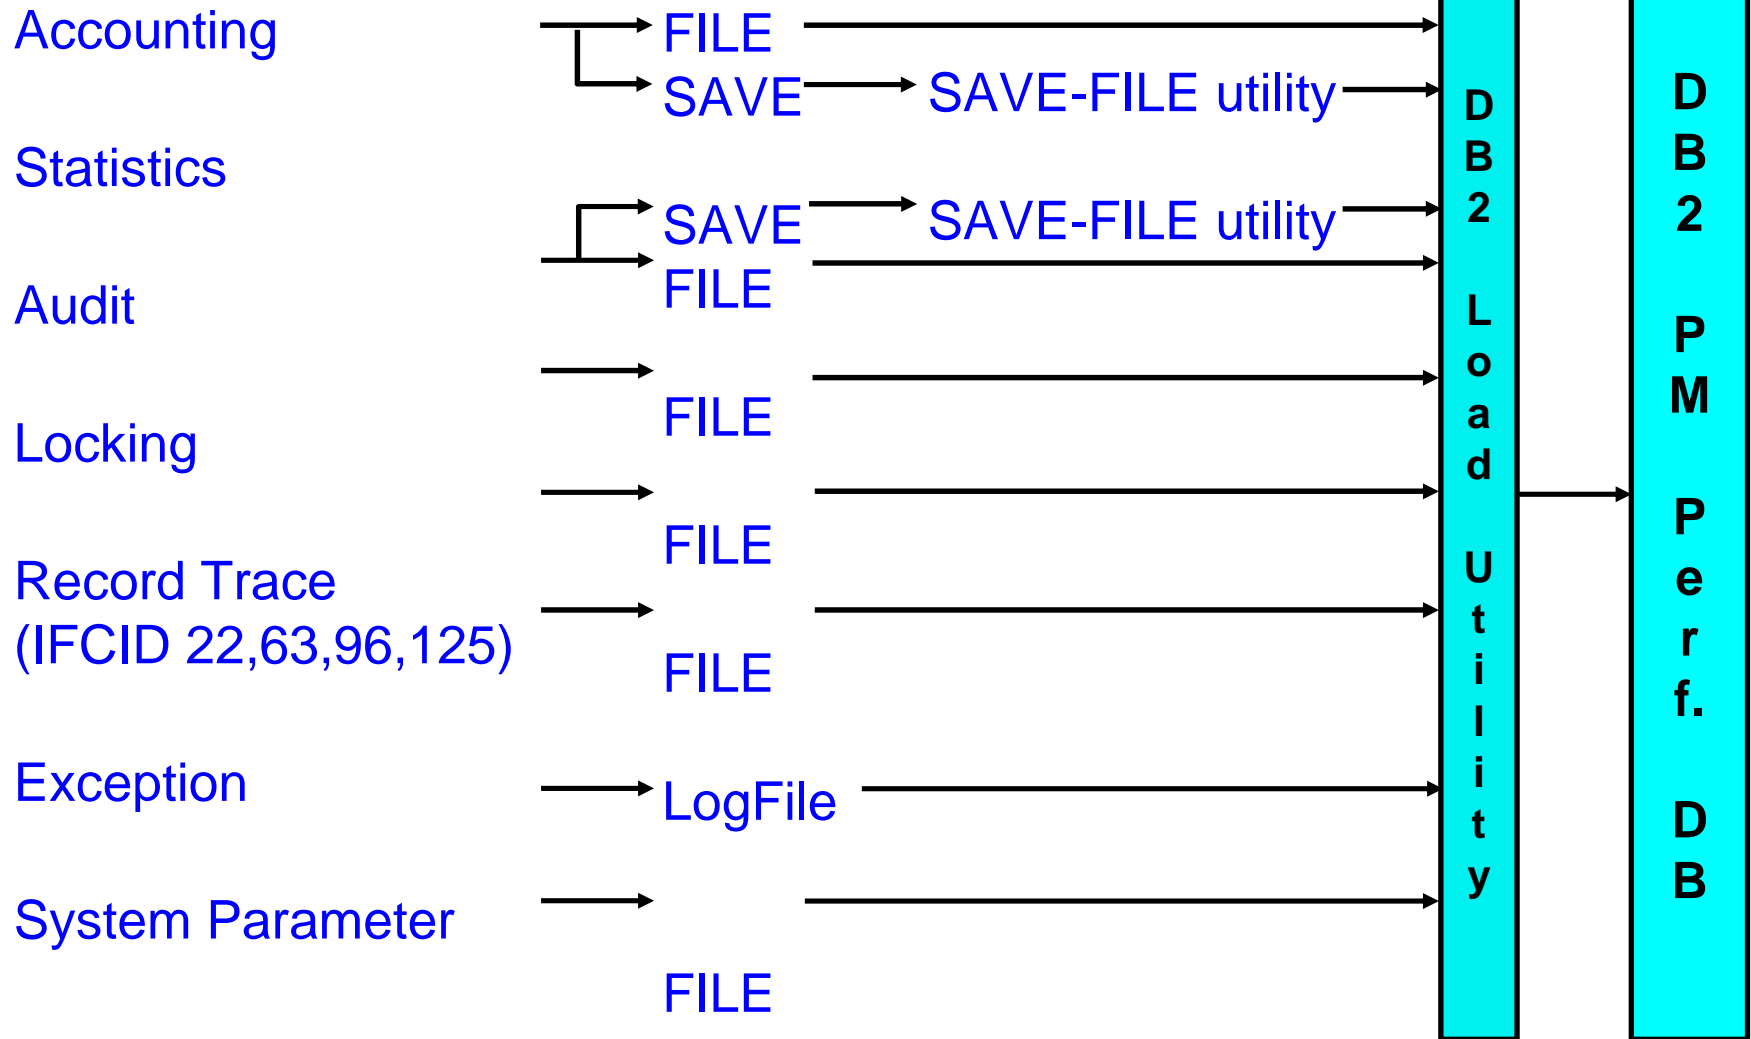 Accounting
FILE
SAVE
SAVE-FILE utility
Statistics
SAVE
SAVE-FILE utility
FILE
Audit
FILE
Locking
FILE
Record Trace
(IFCID 22,63,96,125)
FILE
Exception
LogFile
System Parameter
FILE
DB2 Load Utility
DB2 PM Perf. DB